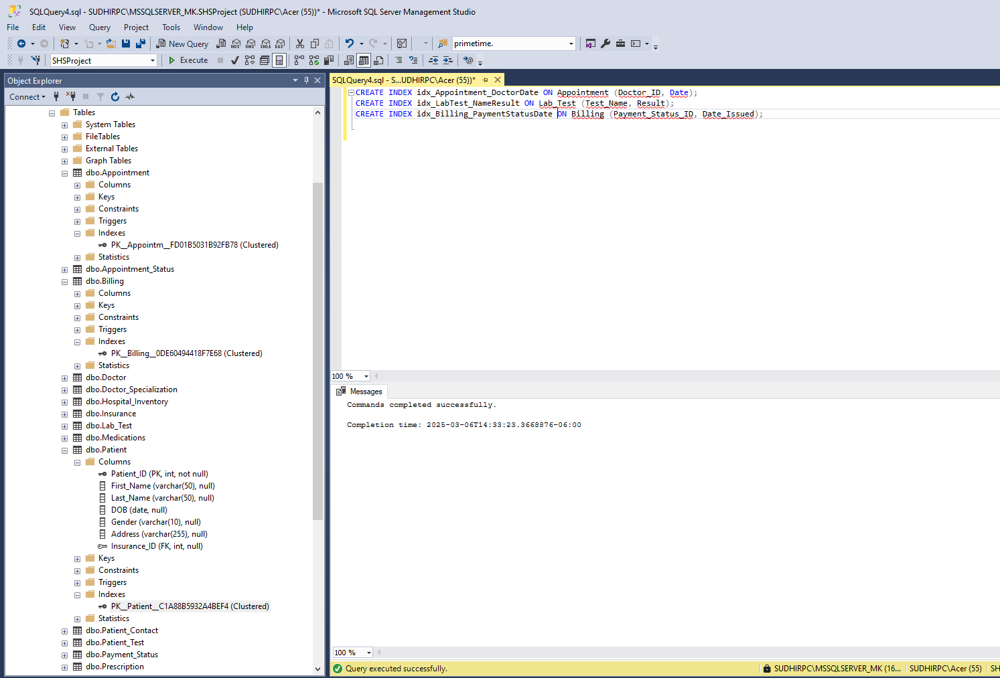 SQLQuery4.sql - SUDHIRPC\MSSQLSERVER_MK.SHSProject (SUDHIRPC\Acer (55))* - Microsoft SQL Server Management Studio
File Edit View Query Project Tools Window Help
New Query MDX DMX XMLA DAX primetime.
SHSProject Execute
Object Explorer
Connect
Tables
System Tables
FileTables
External Tables
Graph Tables
dbo.Appointment
Columns
Keys
Constraints
Triggers
Indexes
PK__Appointm__FD01B5031B92FB78 (Clustered)
Statistics
dbo.Appointment_Status
dbo.Billing
Columns
Keys
Constraints
Triggers
Indexes
PK__Billing__0DE60494418F7E68 (Clustered)
Statistics
dbo.Doctor
dbo.Doctor_Specialization
dbo.Hospital_Inventory
dbo.Insurance
dbo.Lab_Test
dbo.Medications
dbo.Patient
Columns
Patient_ID (PK, int, not null)
First_Name (varchar(50), null)
Last_Name (varchar(50), null)
DOB (date, null)
Gender (varchar(10), null)
Address (varchar(255), null)
Insurance_ID (FK, int, null)
Keys
Constraints
Triggers
Indexes
PK__Patient__C1A88B5932A4BEF4 (Clustered)
Statistics
dbo.Patient_Contact
dbo.Patient_Test
dbo.Payment_Status
dbo.Prescription
SQLQuery4.sql - S...UDHIRPC\Acer (55))*
CREATE INDEX idx_Appointment_DoctorDate ON Appointment (Doctor_ID, Date);
CREATE INDEX idx_LabTest_NameResult ON Lab_Test (Test_Name, Result);
CREATE INDEX idx_Billing_PaymentStatusDate ON Billing (Payment_Status_ID, Date_Issued);
100 %
Messages
Commands completed successfully.
Completion time: 2025-03-06T14:33:23.3668876-06:00
100 %
Query executed successfully.
SUDHIRPC\MSSQLSERVER_MK (16... SUDHIRPC\Acer (55) SH